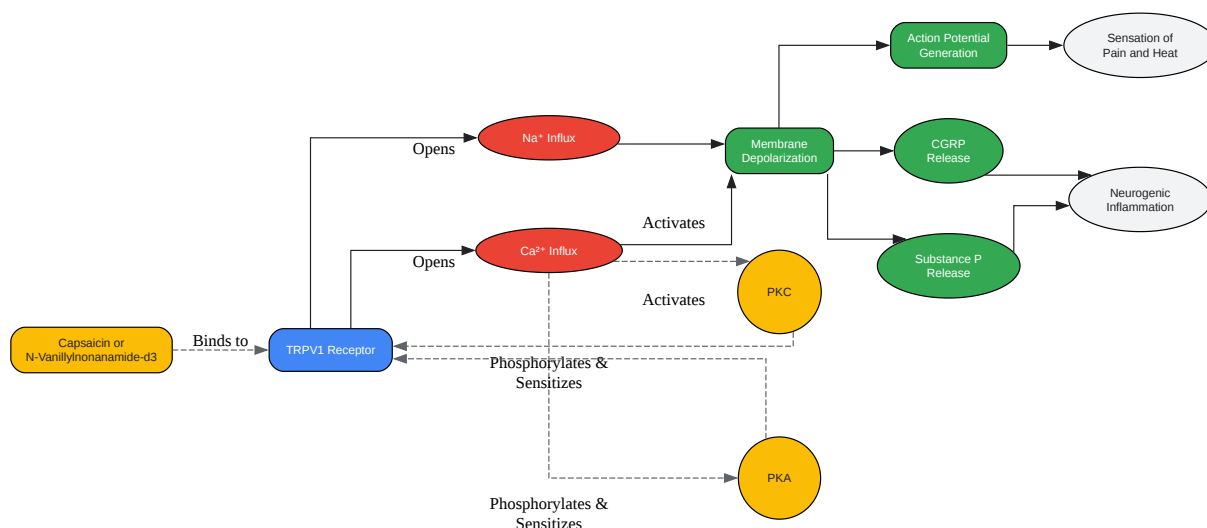 Action Potential
Generation
Sensation of
Pain and Heat
Na⁺ Influx
Opens
Membrane
Depolarization
CGRP
Release
Neurogenic
Inflammation
Activates
Ca²⁺ Influx
Opens
Substance P
Release
PKC
Activates
Capsaicin or
N-Vanillylnonanamide-d3
Binds to
TRPV1 Receptor
Phosphorylates &
Sensitizes
PKA
Phosphorylates &
Sensitizes